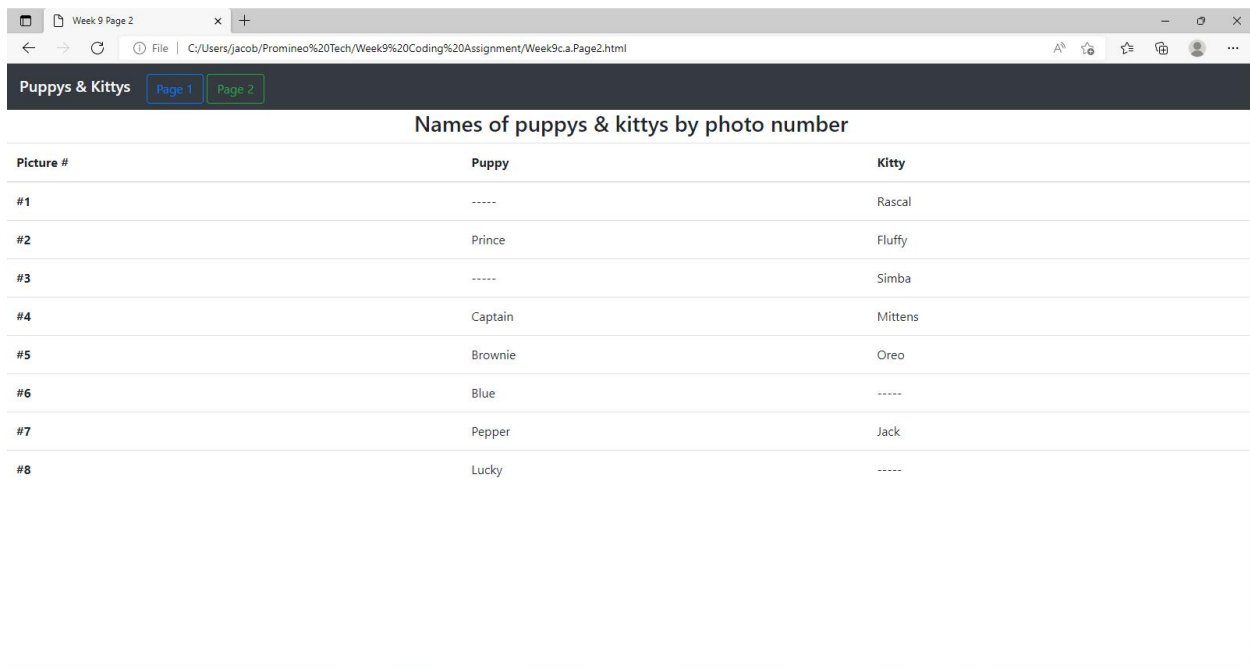 Week 9 Page 2
File | C:/Users/jacob/Promineo%20Tech/Week9%20Coding%20Assignment/Week9c.a.Page2.html
Puppys & Kittys Page 1 Page 2
Names of puppys & kittys by photo number
Picture # Puppy Kitty
#1 ----- Rascal
#2 Prince Fluffy
#3 ----- Simba
#4 Captain Mittens
#5 Brownie Oreo
#6 Blue -----
#7 Pepper Jack
#8 Lucky -----